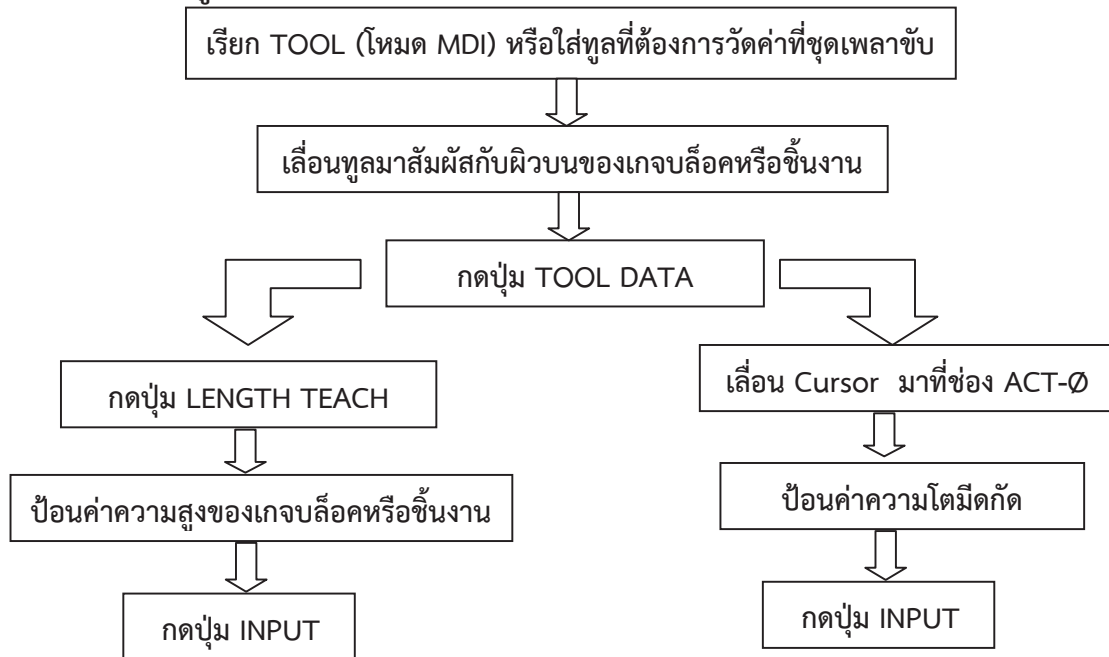 เรียก TOOL (โหมด MDI) หรือใส่ทูลที่ต้องการวัดค่าที่ชุดเพลาขับ
เลื่อนทูลมาสัมผัสกับผิวบนของเกจบล็อคหรือชิ้นงาน
กดปุ่ม TOOL DATA
กดปุ่ม LENGTH TEACH
ป้อนค่าความสูงของเกจบล็อคหรือชิ้นงาน
กดปุ่ม INPUT
เลื่อน Cursor มาที่ช่อง ACT-Ø
ป้อนค่าความโตมีดกัด
กดปุ่ม INPUT